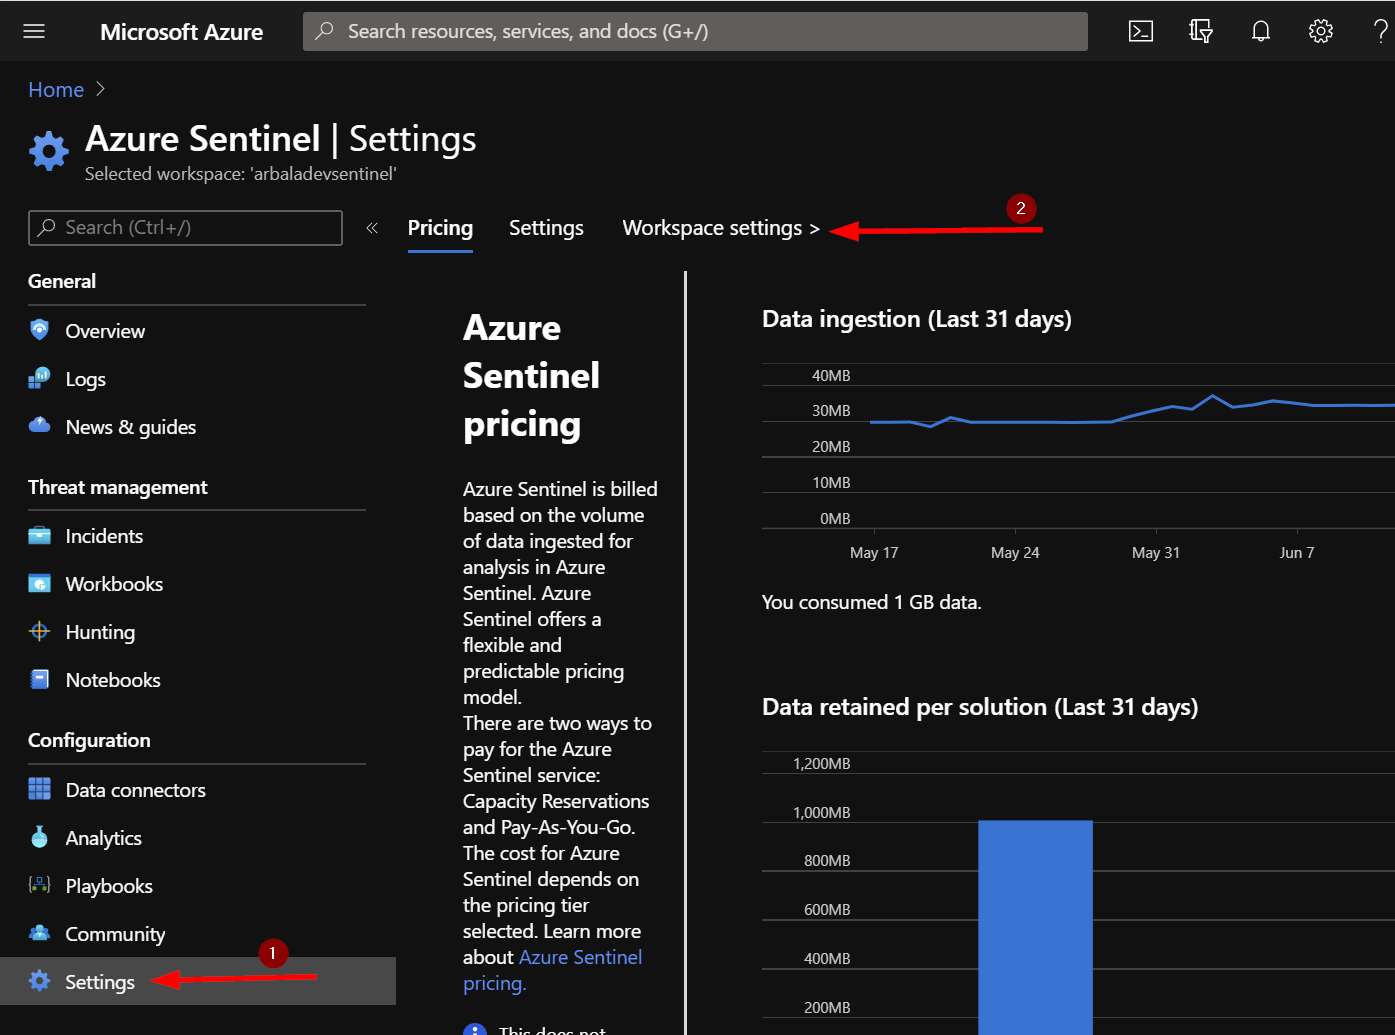 Microsoft Azure
Search resources, services, and docs (G+/)
?
Home >
Azure Sentinel | Settings
Selected workspace: 'arbaladevsentinel'
Search (Ctrl+/)
«
General
Overview
Logs
News & guides
Threat management
Incidents
Workbooks
Hunting
Notebooks
Configuration
Data connectors
Analytics
Playbooks
Community
1
Settings
Pricing
Settings
Workspace settings >
2
Azure
Sentinel
pricing
Azure Sentinel is billed
based on the volume
of data ingested for
analysis in Azure
Sentinel. Azure
Sentinel offers a
flexible and
predictable pricing
model.
There are two ways to
pay for the Azure
Sentinel service:
Capacity Reservations
and Pay-As-You-Go.
The cost for Azure
Sentinel depends on
the pricing tier
selected. Learn more
about Azure Sentinel
pricing.
This does not
Data ingestion (Last 31 days)
40MB
30MB
20MB
10MB
0MB
May 17
May 24
May 31
Jun 7
You consumed 1 GB data.
Data retained per solution (Last 31 days)
1,200MB
1,000MB
800MB
600MB
400MB
200MB